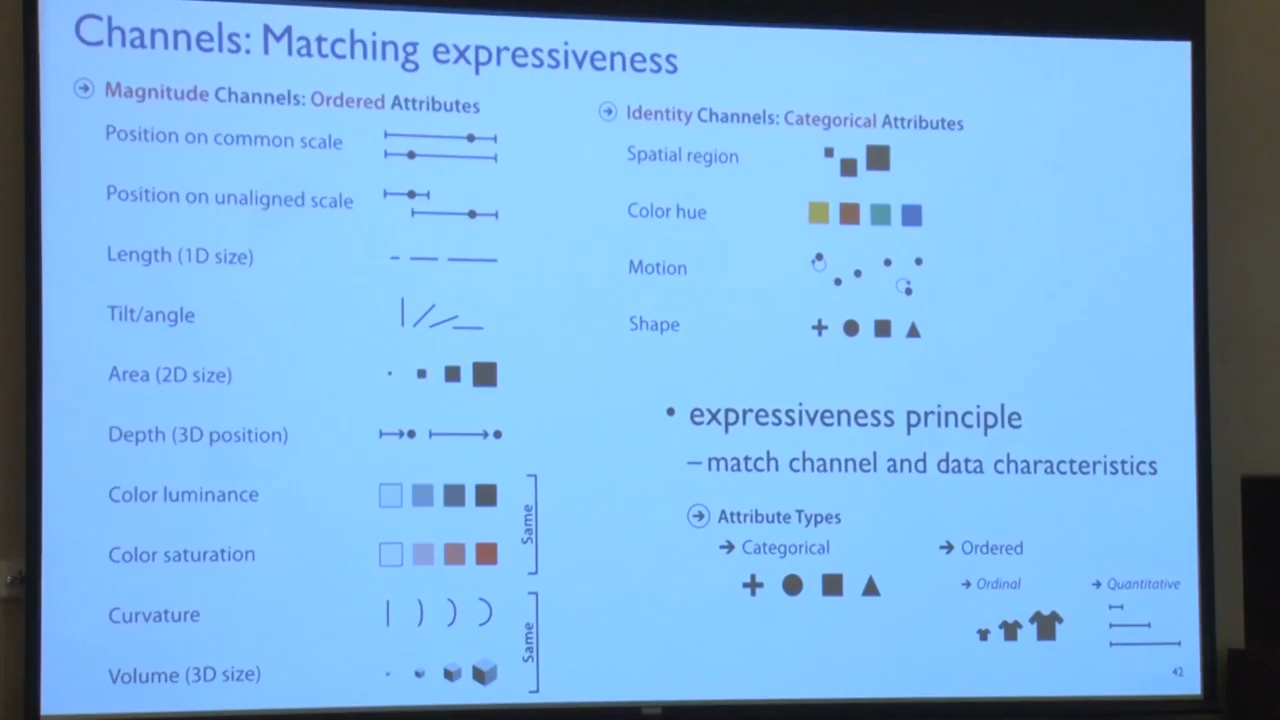 Channels: Matching expressiveness
Magnitude Channels: Ordered Attributes
Position on common scale
Position on unaligned scale
Length (1D size)
Tilt/angle
Area (2D size)
Depth (3D position)
Color luminance
Color saturation
Same
Curvature
Volume (3D size)
Same
Identity Channels: Categorical Attributes
Spatial region
Color hue
Motion
Shape
• expressiveness principle
– match channel and data characteristics
Attribute Types
→ Categorical
→ Ordered
→ Ordinal
→ Quantitative
42